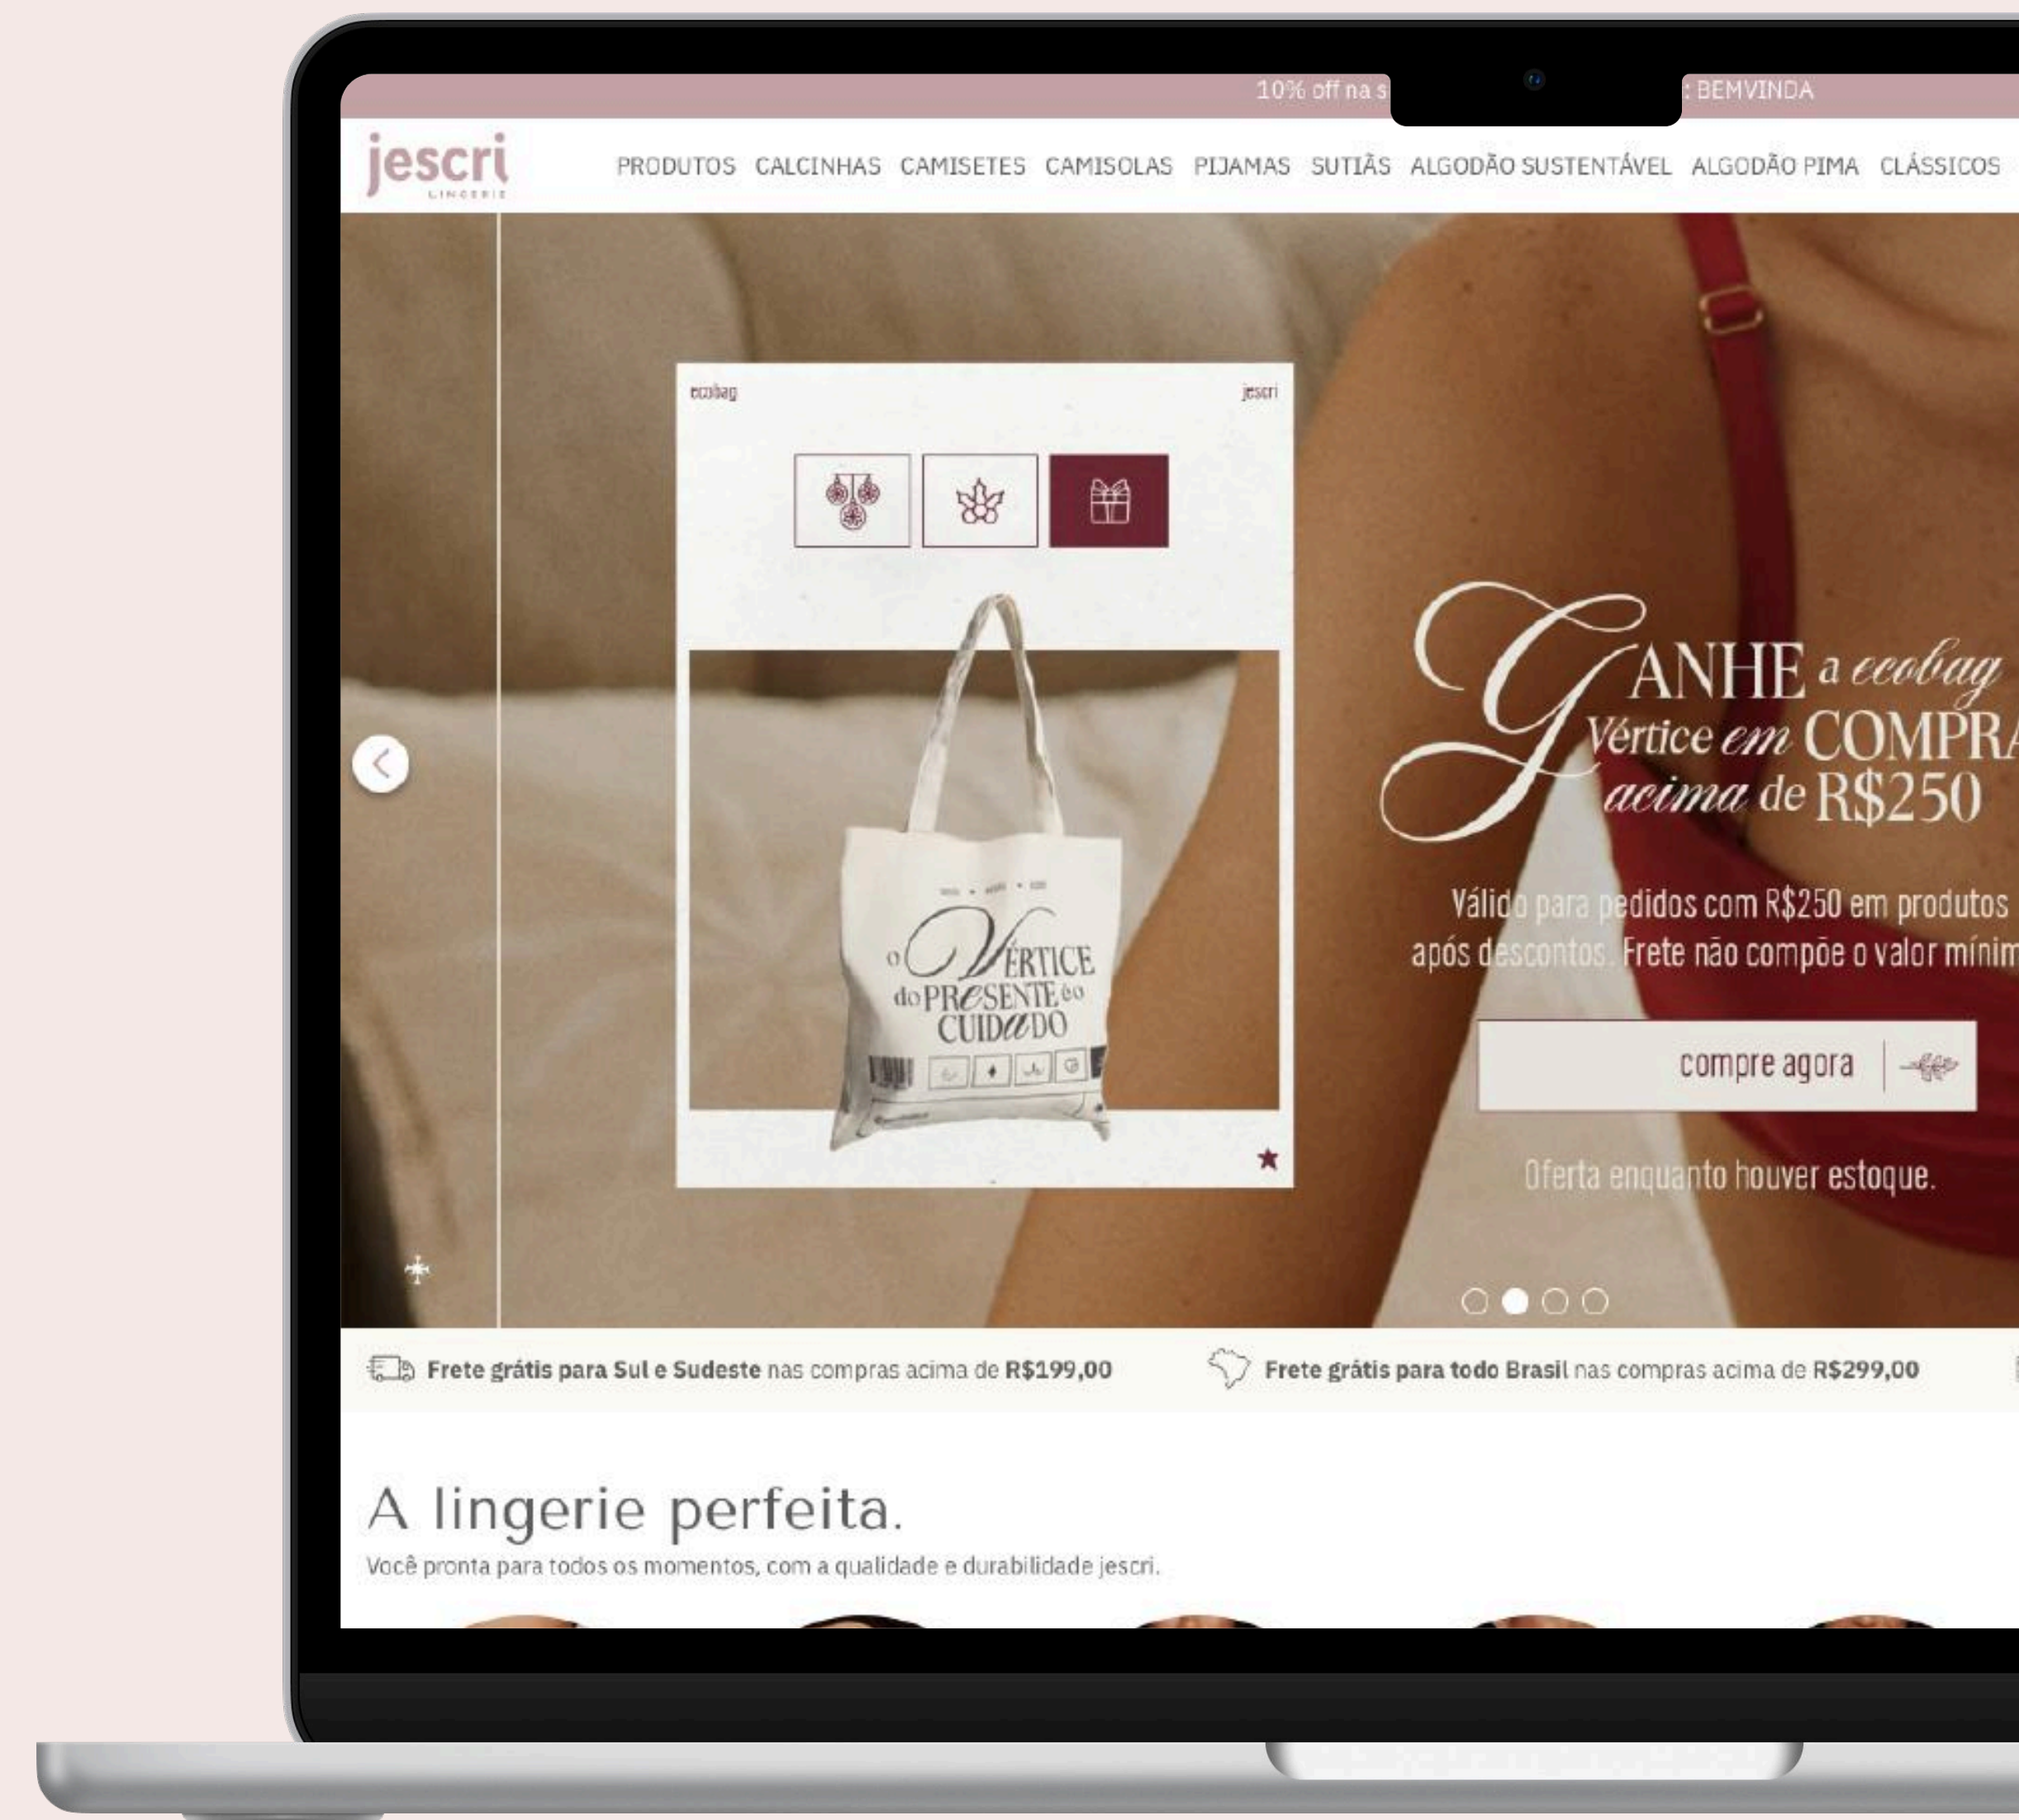 10% off na s : BEMVINDA
jescri
LINGERIE
PRODUTOS CALCINHAS CAMISETES CAMISOLAS PIJAMAS SUTIÃS ALGODÃO SUSTENTÁVEL ALGODÃO PIMA CLÁSSICOS
ecobag jescri
GANHE a ecobag
Vértice em COMPRA
acima de R$250
O VÉRTICE
do PRESENTE é o
CUIDADO
Válido para pedidos com R$250 em produtos
após descontos. Frete não compõe o valor mínim
compre agora
Oferta enquanto houver estoque.
Frete grátis para Sul e Sudeste nas compras acima de R$199,00
Frete grátis para todo Brasil nas compras acima de R$299,00
A lingerie perfeita.
Você pronta para todos os momentos, com a qualidade e durabilidade jescri.